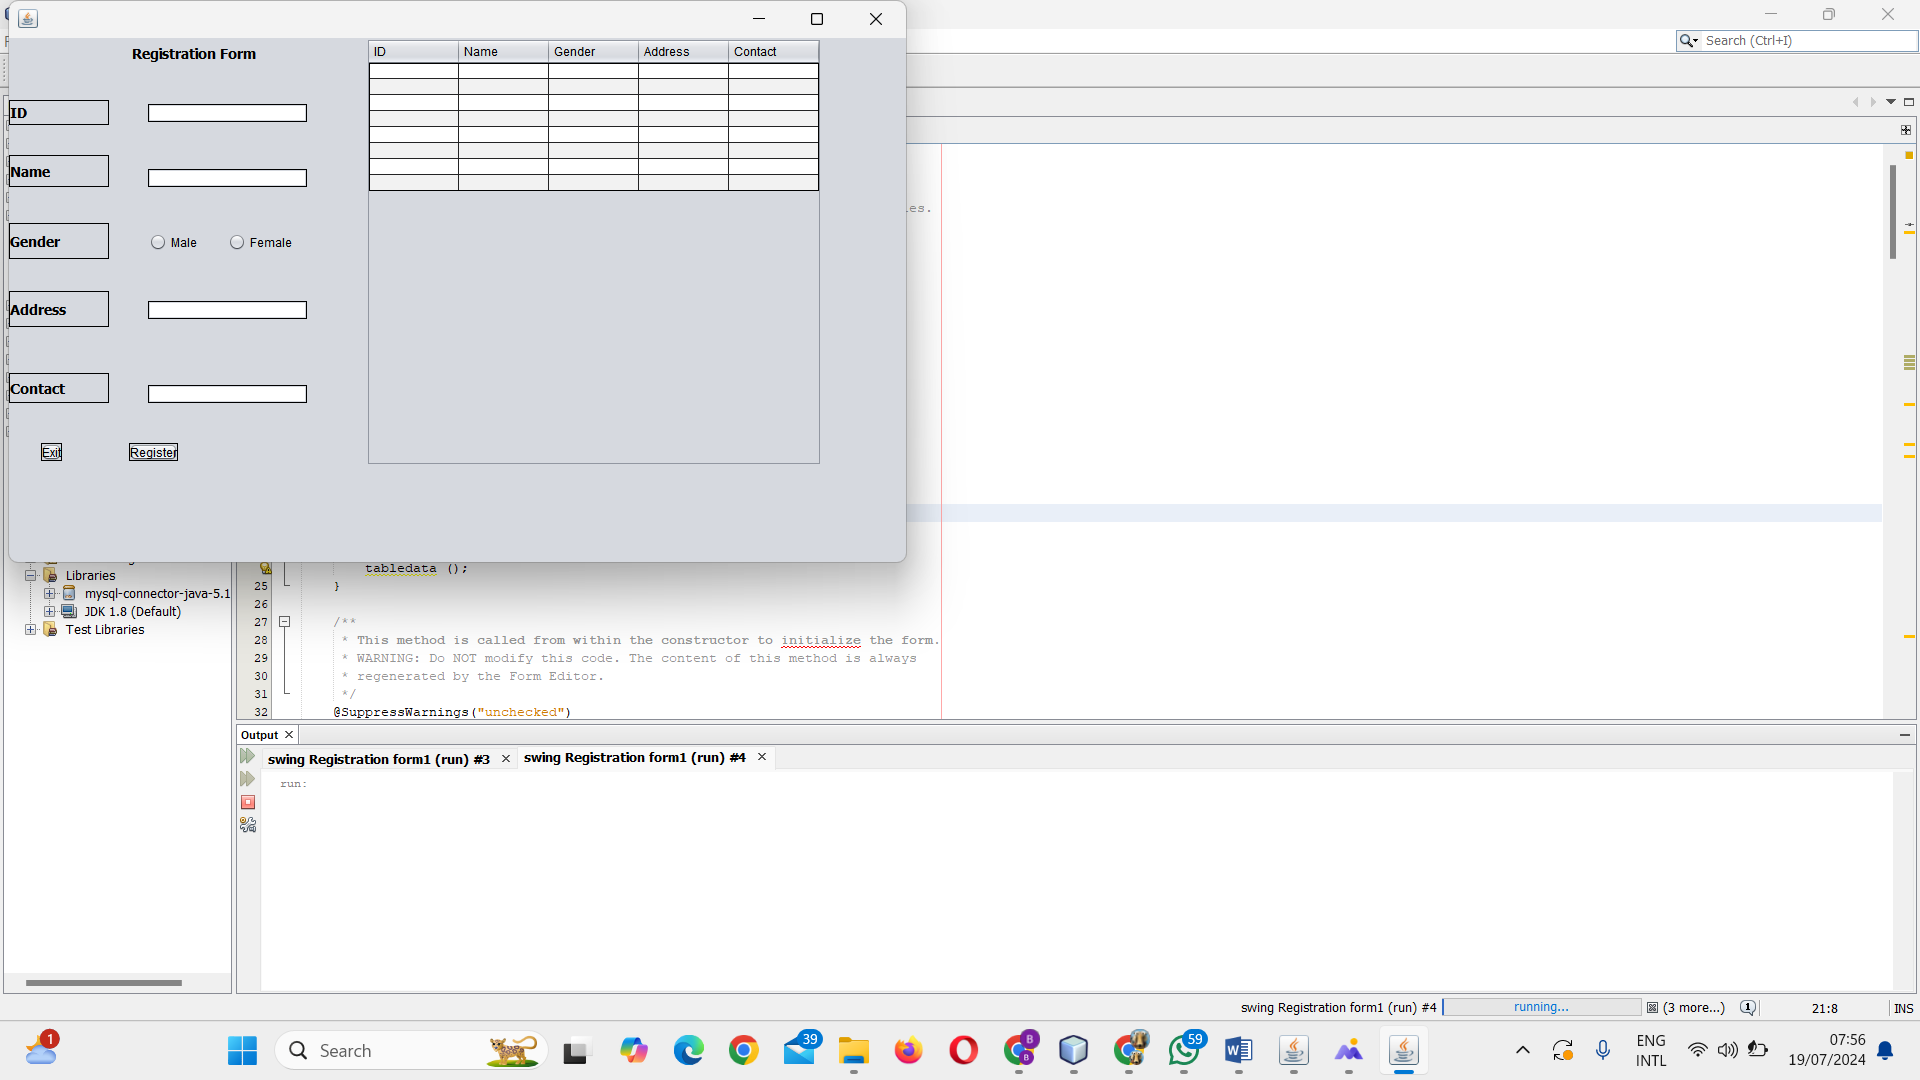 Search (Ctrl+I)
Registration Form
ID Name Gender Address Contact
ID
Name
Gender
Male Female
Address
Contact
Exit Register
es.
tabledata ();
25 }
26
27 /**
28 * This method is called from within the constructor to initialize the form.
29 * WARNING: Do NOT modify this code. The content of this method is always
30 * regenerated by the Form Editor.
31 */
32 @SuppressWarnings("unchecked")
Libraries
mysql-connector-java-5.1
JDK 1.8 (Default)
Test Libraries
Output
swing Registration form1 (run) #3 swing Registration form1 (run) #4
run:
swing Registration form1 (run) #4 running... (3 more...) 1 21:8 INS
1 Search 39 B B 59 ENG INTL 07:56
19/07/2024